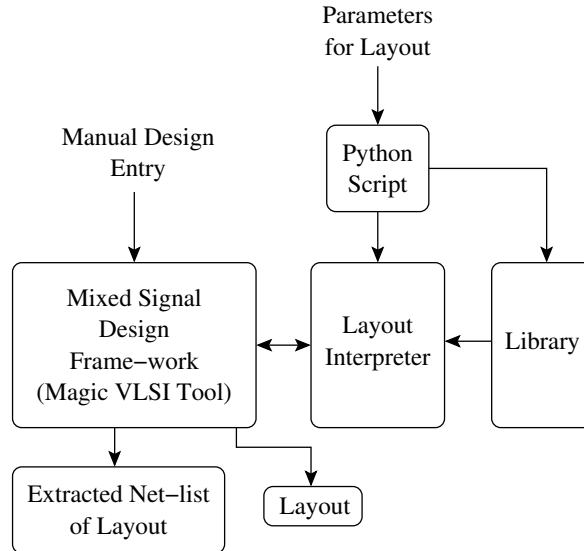 Parameters
for Layout
Manual Design
Entry
Python
Script
Mixed Signal
Design
Frame−work
(Magic VLSI Tool)
Layout
Interpreter
Library
Extracted Net−list
of Layout
Layout